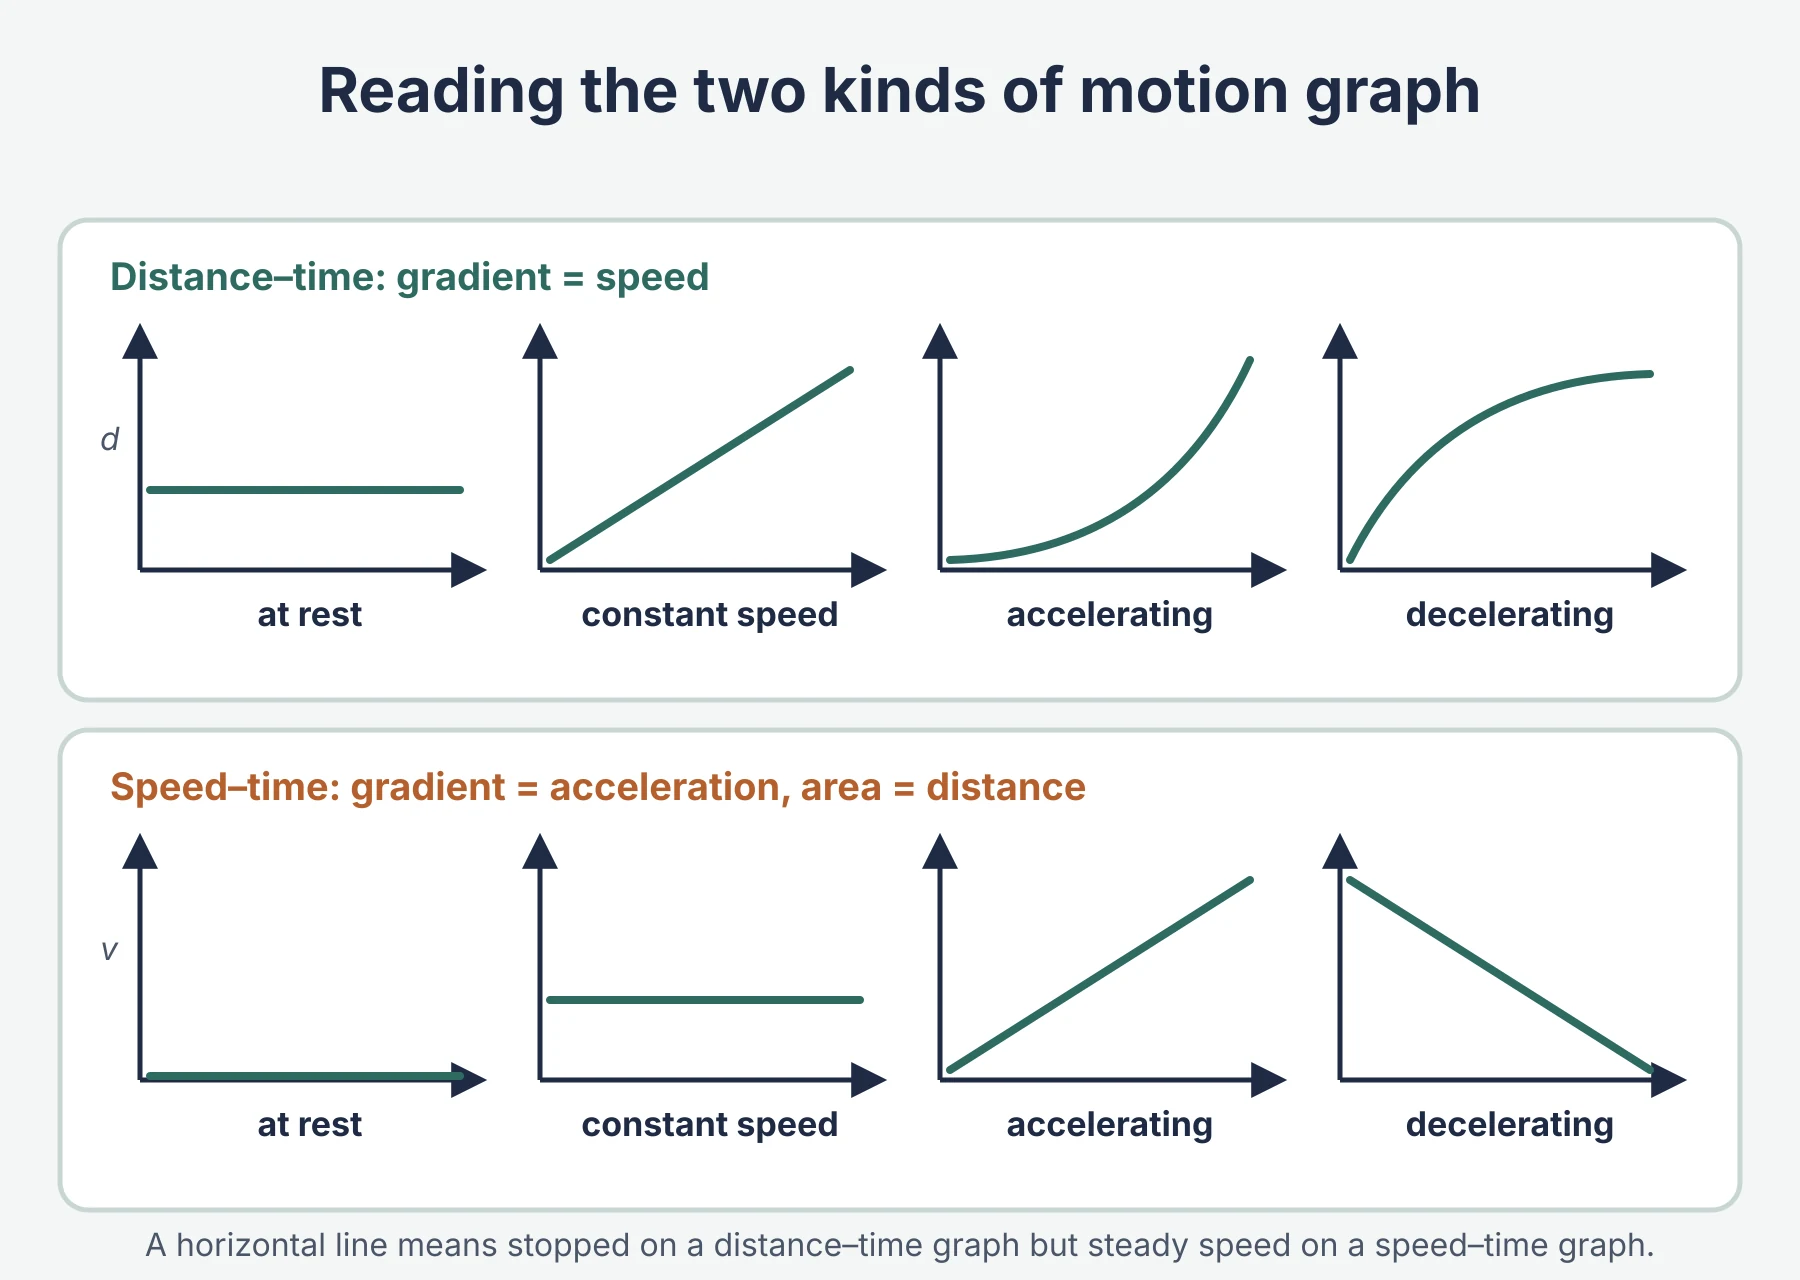 Reading the two kinds of motion graph
Distance–time: gradient = speed
d
at rest
constant speed
accelerating
decelerating
Speed–time: gradient = acceleration, area = distance
v
at rest
constant speed
accelerating
decelerating
A horizontal line means stopped on a distance–time graph but steady speed on a speed–time graph.